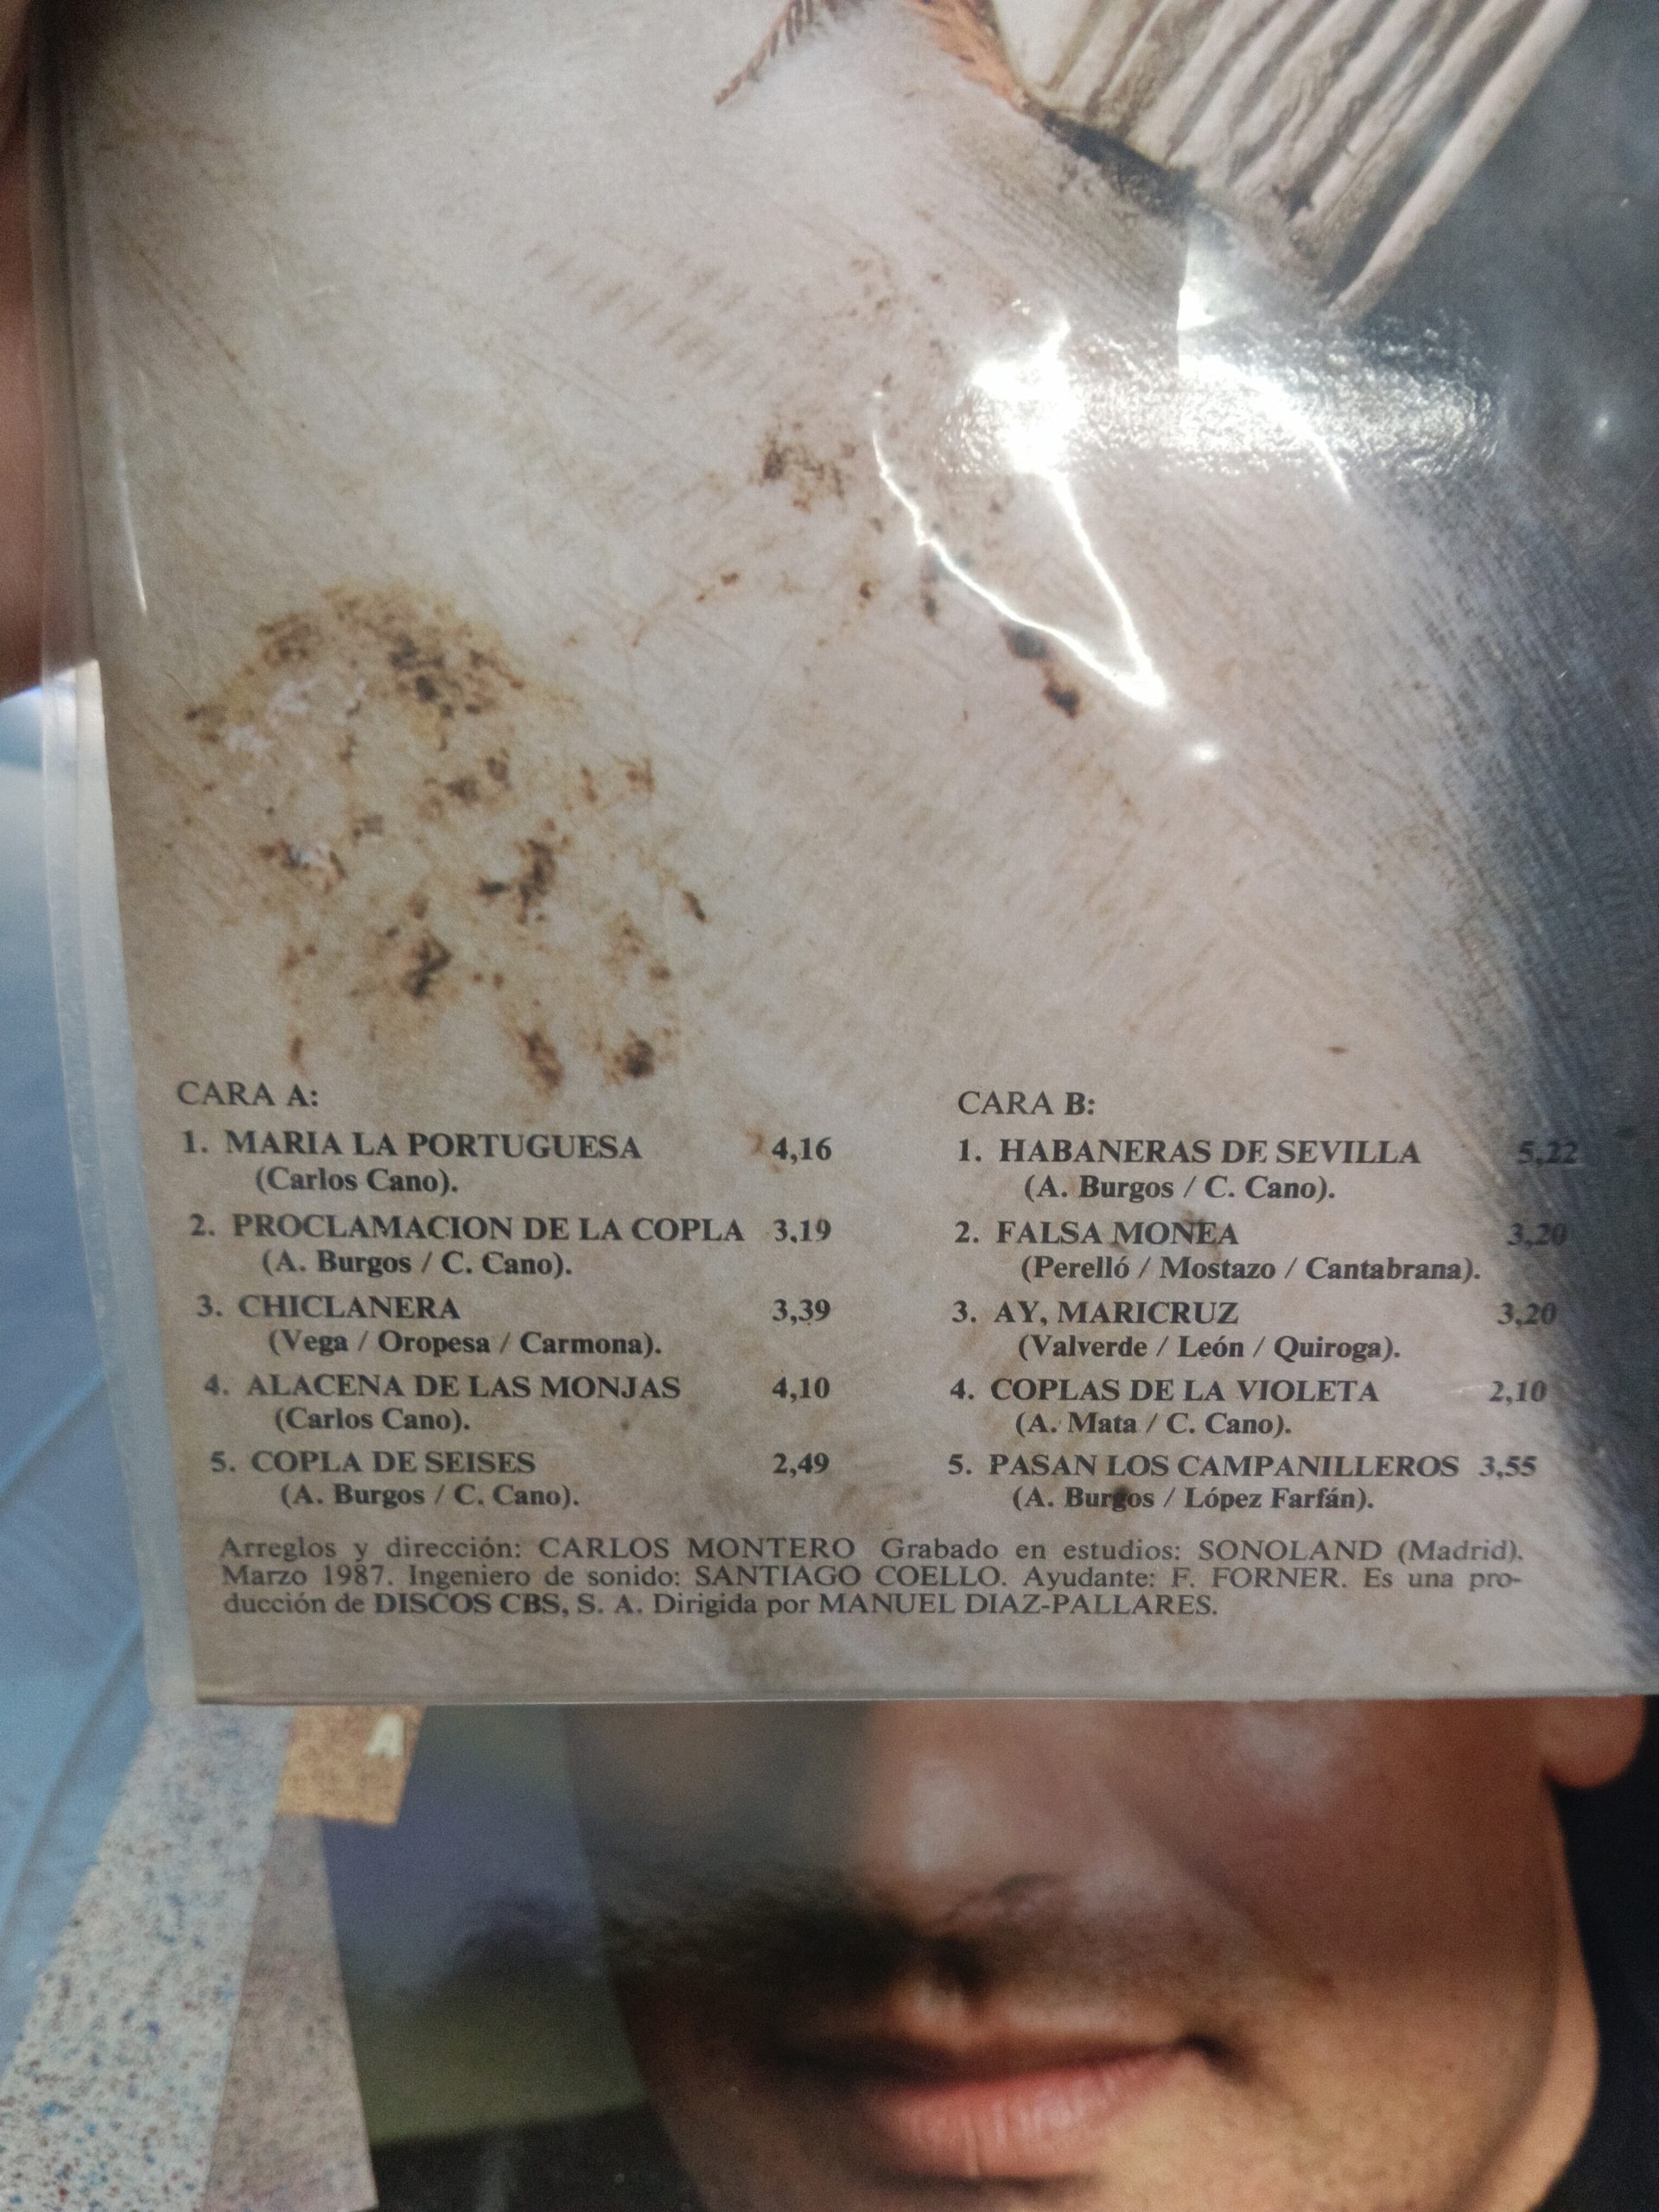 CARA A:
1. MARIA LA PORTUGUESA 4,16
(Carlos Cano).
2. PROCLAMACION DE LA COPLA 3,19
(A. Burgos / C. Cano).
3. CHICLANERA 3,39
(Vega / Oropesa / Carmona).
4. ALACENA DE LAS MONJAS 4,10
(Carlos Cano).
5. COPLA DE SEISES 2,49
(A. Burgos / C. Cano).
CARA B:
1. HABANERAS DE SEVILLA 5,22
(A. Burgos / C. Cano).
2. FALSA MONEA 3,20
(Perelló / Mostazo / Cantabrana).
3. AY, MARICRUZ 3,20
(Valverde / León / Quiroga).
4. COPLAS DE LA VIOLETA 2,10
(A. Mata / C. Cano).
5. PASAN LOS CAMPANILLEROS 3,55
(A. Burgos / López Farfán).
Arreglos y dirección: CARLOS MONTERO Grabado en estudios: SONOLAND (Madrid).
Marzo 1987. Ingeniero de sonido: SANTIAGO COELLO. Ayudante: F. FORNER. Es una pro-
ducción de DISCOS CBS, S. A. Dirigida por MANUEL DIAZ-PALLARES.
A